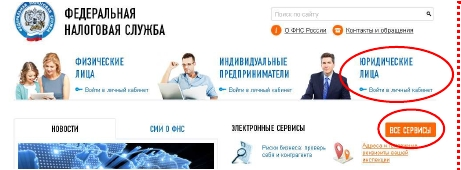 ФЕДЕРАЛЬНАЯ
НАЛОГОВАЯ СЛУЖБА
Поиск по сайту
О ФНС России
Контакты и обращения
ФИЗИЧЕСКИЕ
ЛИЦА
Войти в личный кабинет
ИНДИВИДУАЛЬНЫЕ
ПРЕДПРИНИМАТЕЛИ
Войти в личный кабинет
ЮРИДИЧЕСКИЕ
ЛИЦА
Войти в личный кабинет
НОВОСТИ
СМИ О ФНС
ЭЛЕКТРОННЫЕ СЕРВИСЫ
ВСЕ СЕРВИСЫ
Риски бизнеса: проверь
себя и контрагента
Адреса и платежные
реквизиты вашей
инспекции